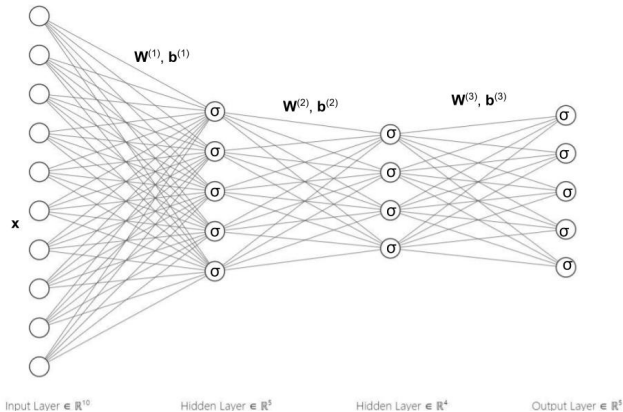 W⁽¹⁾, b⁽¹⁾
W⁽²⁾, b⁽²⁾
W⁽³⁾, b⁽³⁾
σ σ σ σ σ
σ σ σ σ
σ σ σ σ σ
x
Input Layer ∈ ℝ¹⁰
Hidden Layer ∈ ℝ⁵
Hidden Layer ∈ ℝ⁴
Output Layer ∈ ℝ⁵